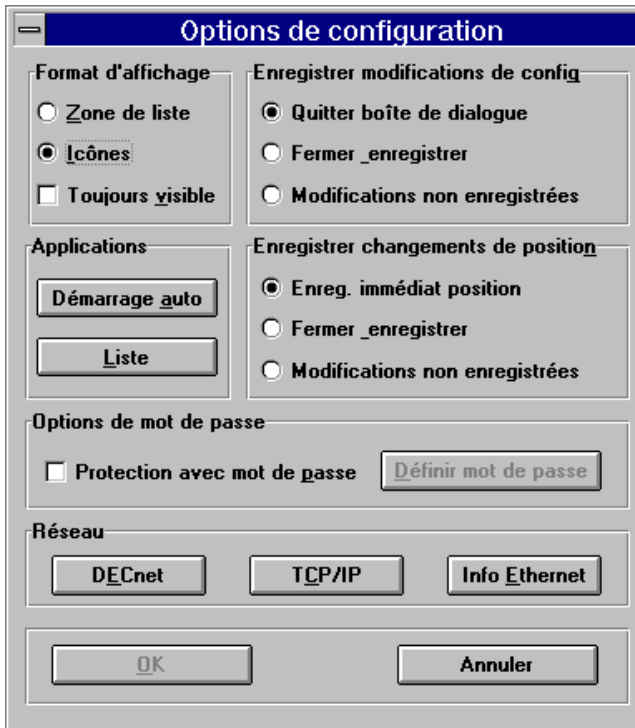 Options de configuration
Format d'affichage
Zone de liste
Icônes
Toujours visible
Enregistrer modifications de config
Quitter boîte de dialogue
Fermer _enregistrer
Modifications non enregistrées
Applications
Démarrage auto
Liste
Enregistrer changements de position
Enreg. immédiat position
Fermer _enregistrer
Modifications non enregistrées
Options de mot de passe
Protection avec mot de passe
Définir mot de passe
Réseau
DECnet
TCP/IP
Info Ethernet
OK
Annuler